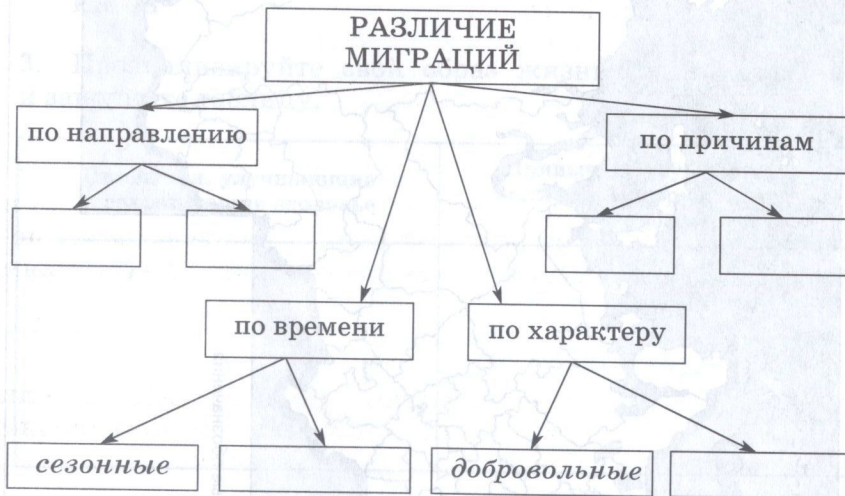 РАЗЛИЧИЕ
МИГРАЦИЙ
по направлению
по причинам
по времени
по характеру
сезонные
добровольные